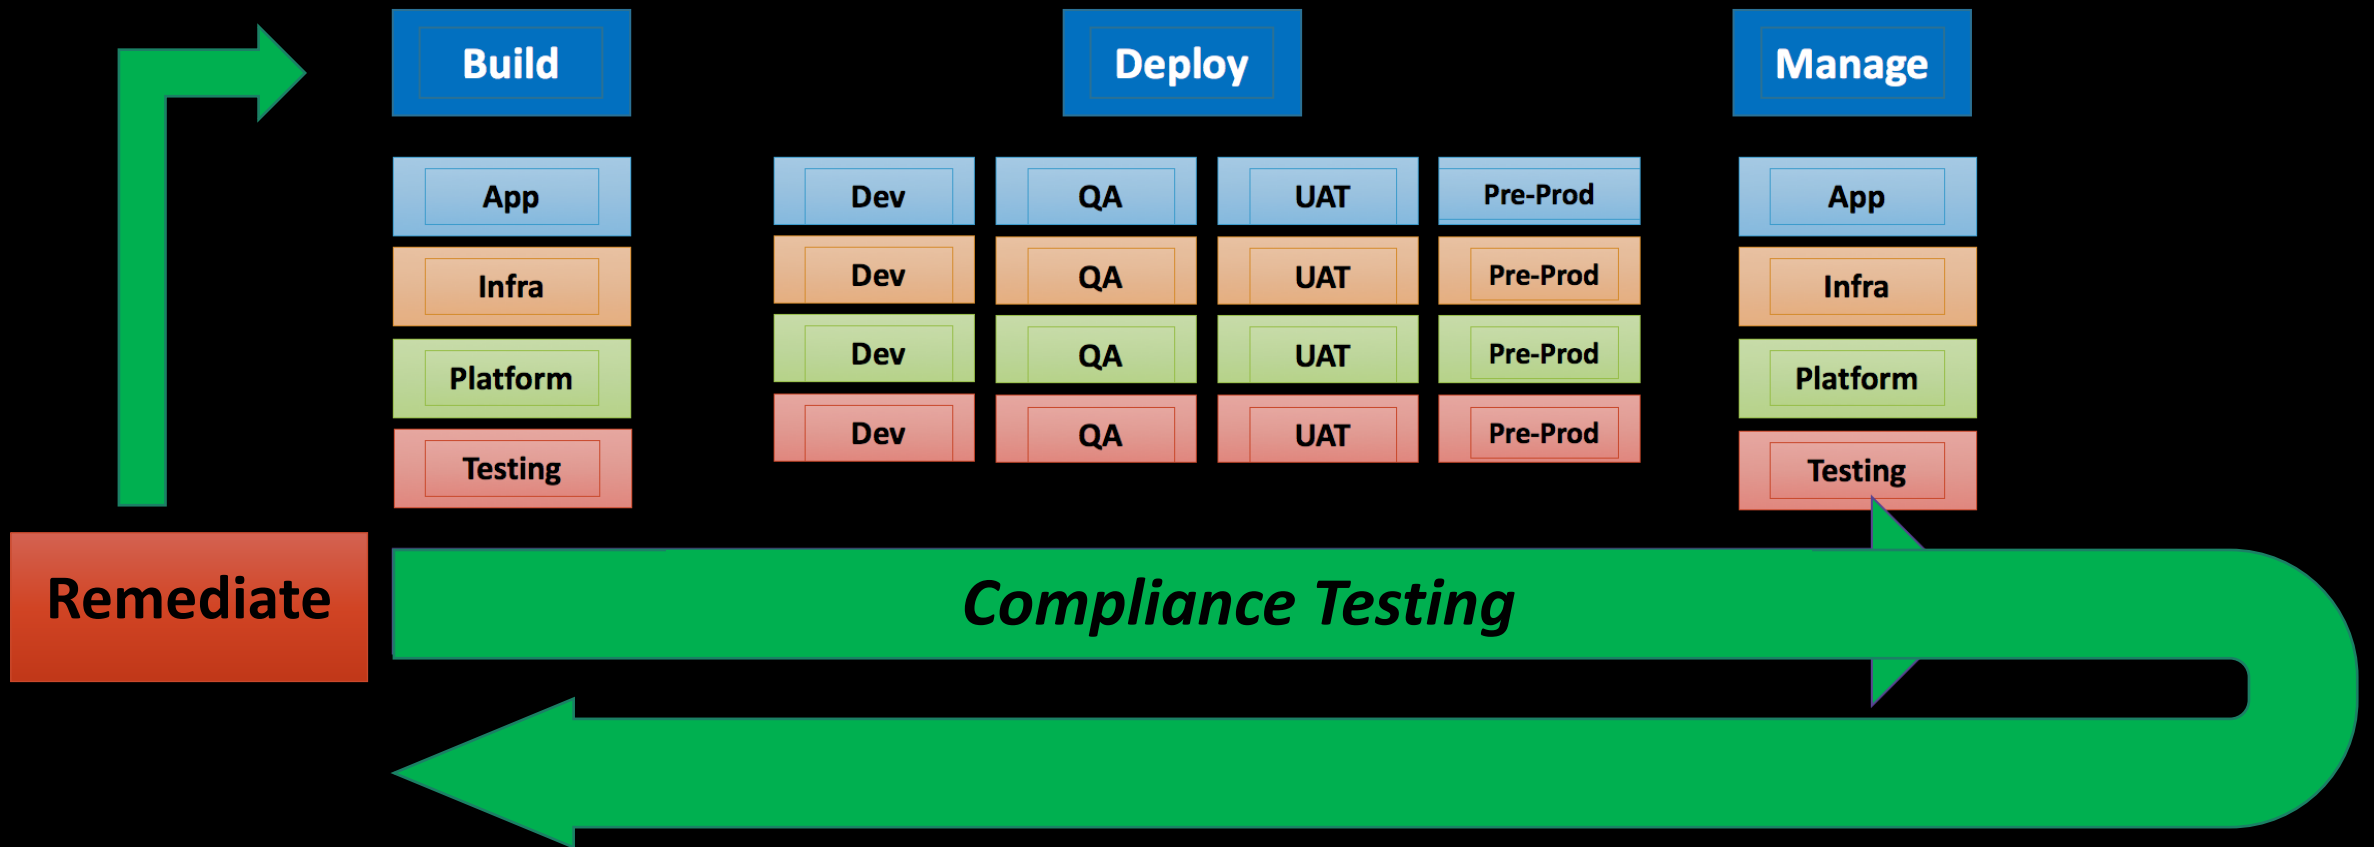 Build
Deploy
Manage
App
Dev
QA
UAT
Pre-Prod
App
Infra
Dev
QA
UAT
Pre-Prod
Infra
Platform
Dev
QA
UAT
Pre-Prod
Platform
Testing
Dev
QA
UAT
Pre-Prod
Testing
Remediate
Compliance Testing